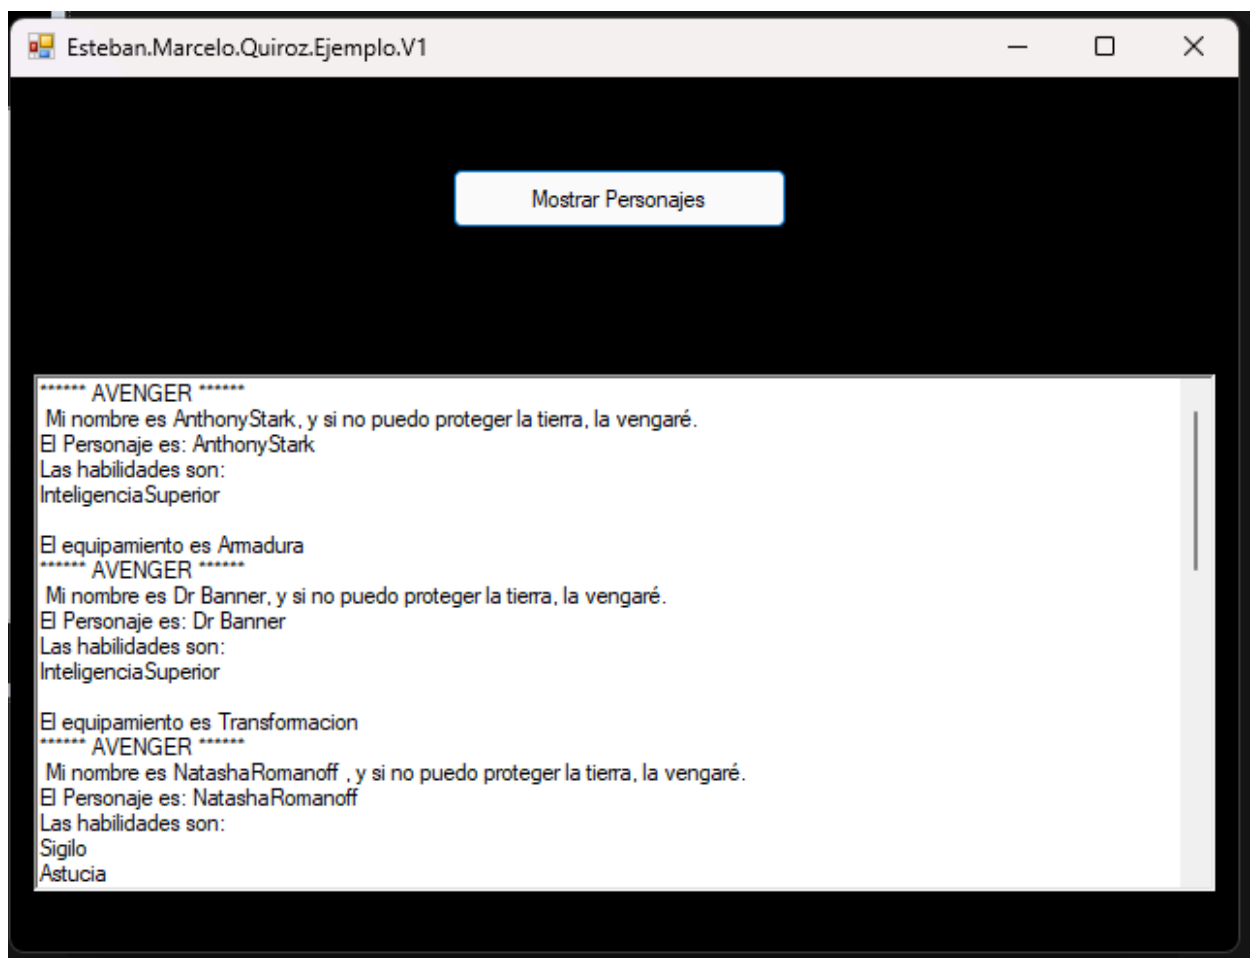 Esteban.Marcelo.Quiroz.Ejemplo.V1
Mostrar Personajes
****** AVENGER ******
Mi nombre es AnthonyStark, y si no puedo proteger la tierra, la vengaré.
El Personaje es: AnthonyStark
Las habilidades son:
InteligenciaSuperior
El equipamiento es Armadura
****** AVENGER ******
Mi nombre es Dr Banner, y si no puedo proteger la tierra, la vengaré.
El Personaje es: Dr Banner
Las habilidades son:
InteligenciaSuperior
El equipamiento es Transformacion
****** AVENGER ******
Mi nombre es NatashaRomanoff , y si no puedo proteger la tierra, la vengaré.
El Personaje es: NatashaRomanoff
Las habilidades son:
Sigilo
Astucia